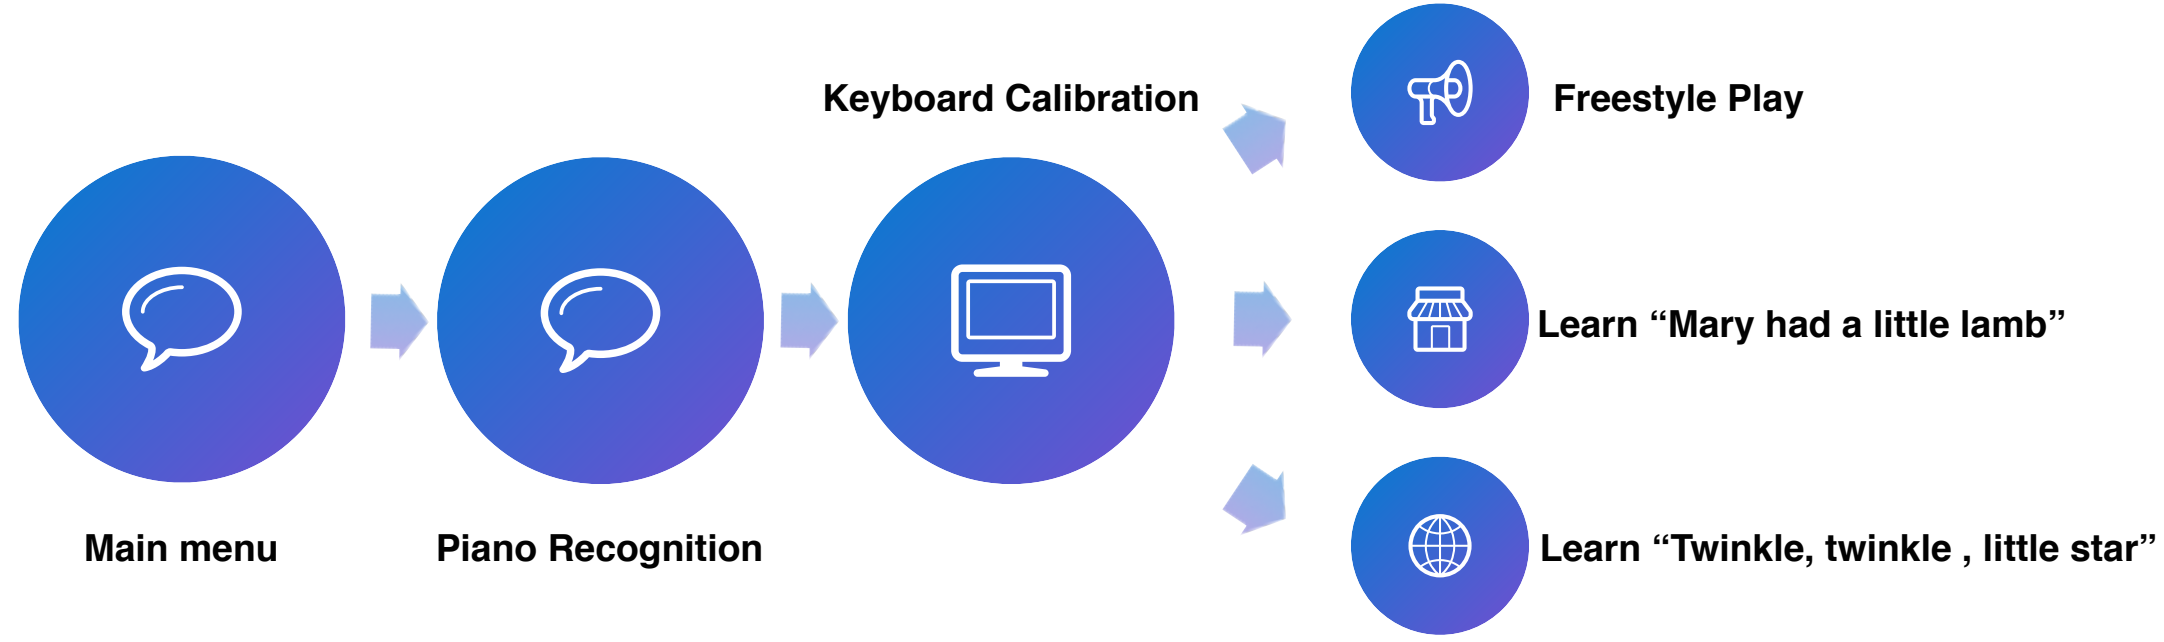 Keyboard Calibration
Freestyle Play
Learn “Mary had a little lamb”
Main menu
Piano Recognition
Learn “Twinkle, twinkle , little star”